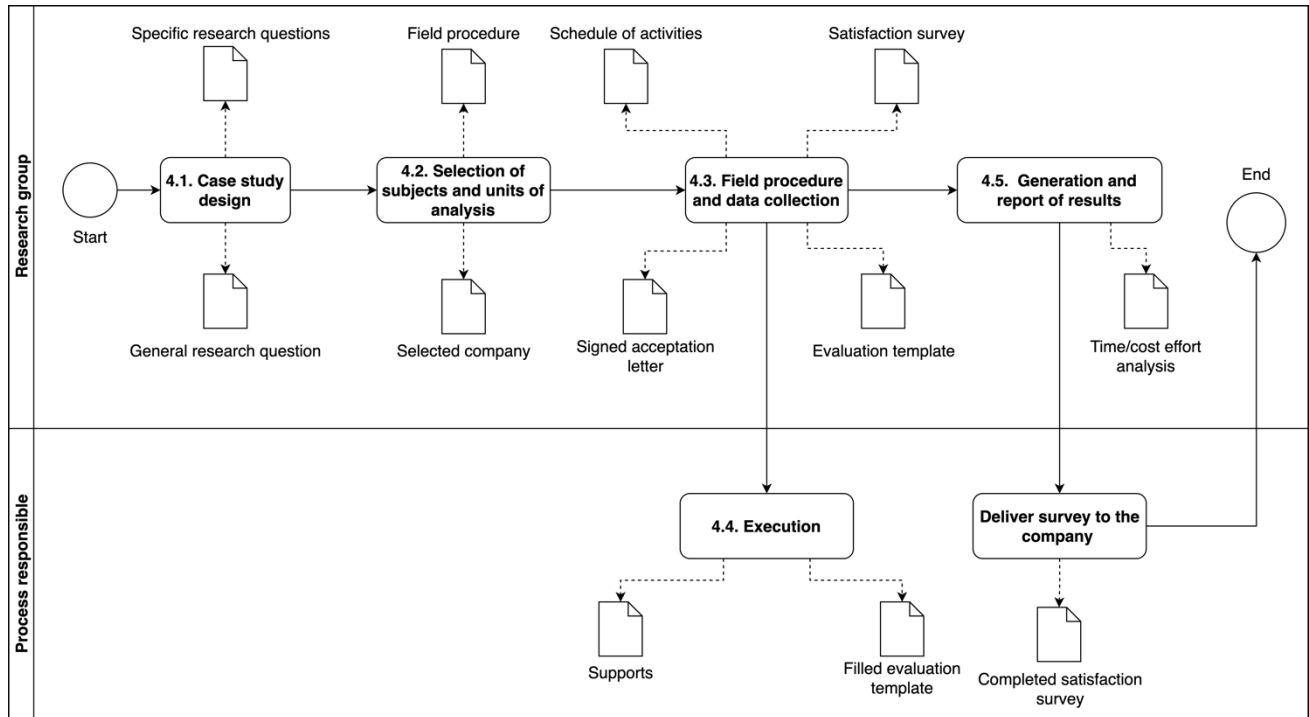 Research group
Specific research questions
Field procedure
Schedule of activities
Satisfaction survey
Start
4.1. Case study
design
4.2. Selection of
subjects and units of
analysis
4.3. Field procedure
and data collection
4.5. Generation and
report of results
End
General research question
Selected company
Signed acceptation
letter
Evaluation template
Time/cost effort
analysis
Process responsible
4.4. Execution
Deliver survey to the
company
Supports
Filled evaluation
template
Completed satisfaction
survey